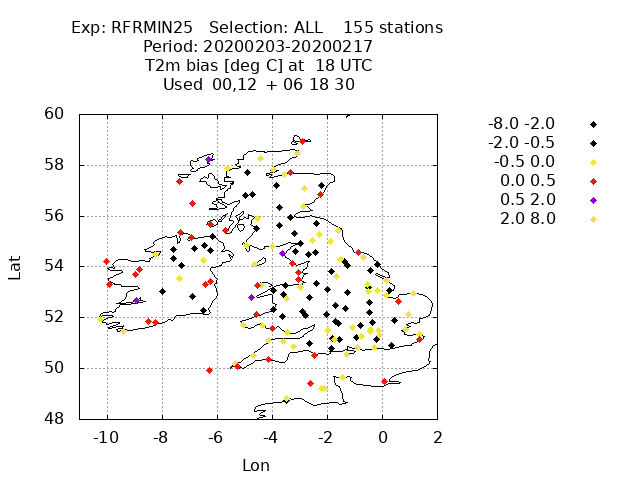 Exp: RFRMIN25 Selection: ALL 155 stations
Period: 20200203-20200217
T2m bias [deg C] at 18 UTC
Used 00,12 + 06 18 30
60
58
56
54
52
50
48
-10 -8 -6 -4 -2 0 2
Lat
Lon
-8.0 -2.0
-2.0 -0.5
-0.5 0.0
0.0 0.5
0.5 2.0
2.0 8.0